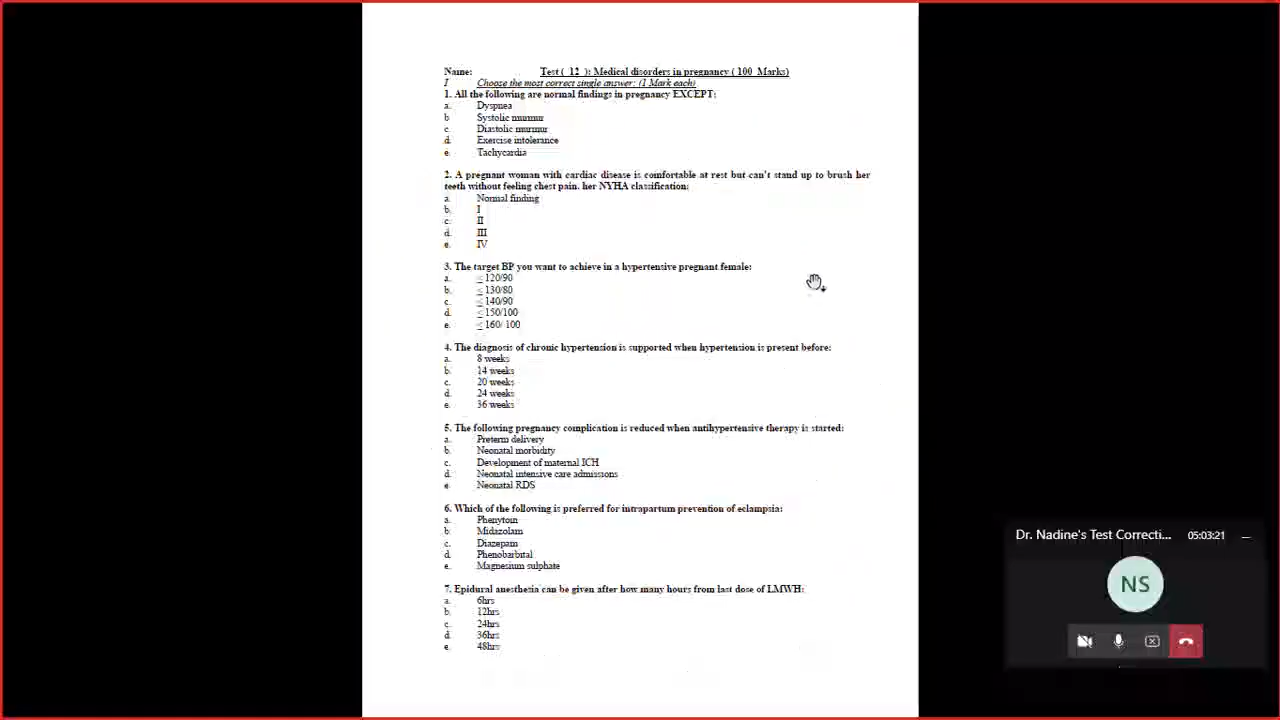 Name: Test ( 12 ): Medical disorders in pregnancy ( 100 Marks)
I Choose the most correct single answer: (1 Mark each)
1. All the following are normal findings in pregnancy EXCEPT:
a. Dyspnea
b Systolic murmur
c. Diastolic murmur
d. Exercise intolerance
e. Tachycardia
2. A pregnant woman with cardiac disease is comfortable at rest but can't stand up to brush her
teeth without feeling chest pain. her NYHA classification:
a. Normal finding
b. I
c. II
d. III
e. IV
3. The target BP you want to achieve in a hypertensive pregnant female:
a. ≤ 120/90
b. ≤ 130/80
c. ≤ 140/90
d. ≤ 150/100
e. ≤ 160/ 100
4. The diagnosis of chronic hypertension is supported when hypertension is present before:
a. 8 weeks
b. 14 weeks
c. 20 weeks
d. 24 weeks
e. 36 weeks
5. The following pregnancy complication is reduced when antihypertensive therapy is started:
a. Preterm delivery
b. Neonatal morbidity
c. Development of maternal ICH
d. Neonatal intensive care admissions
e. Neonatal RDS
6. Which of the following is preferred for intrapartum prevention of eclampsia:
a. Phenytoin
b. Midazolam
c. Diazepam
d. Phenobarbital
e. Magnesium sulphate
7. Epidural anesthesia can be given after how many hours from last dose of LMWH:
a. 6hrs
b. 12hrs
c. 24hrs
d. 36hrs
e. 48hrs
Dr. Nadine's Test Correcti... 05:03:21
NS